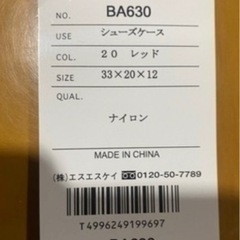 NO. BA630
USE シューズケース
COL. 20 レッド
SIZE 33×20×12
QUAL.
ナイロン
MADE IN CHINA
(株)エスエスケイ 0120-50-7789
T4996249199697